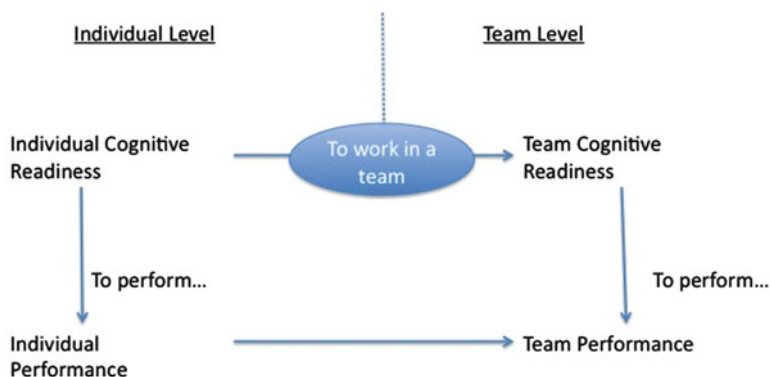 Individual Level
Team Level
Individual Cognitive
Readiness
To work in a
team
Team Cognitive
Readiness
To perform...
To perform...
Individual
Performance
Team Performance